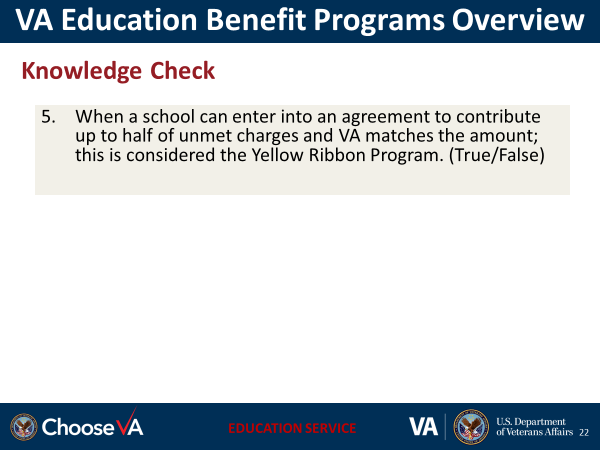 VA Education Benefit Programs Overview
Knowledge Check
5. When a school can enter into an agreement to contribute
up to half of unmet charges and VA matches the amount;
this is considered the Yellow Ribbon Program. (True/False)
ChooseVA
EDUCATION SERVICE
VA
U.S. Department
of Veterans Affairs
22